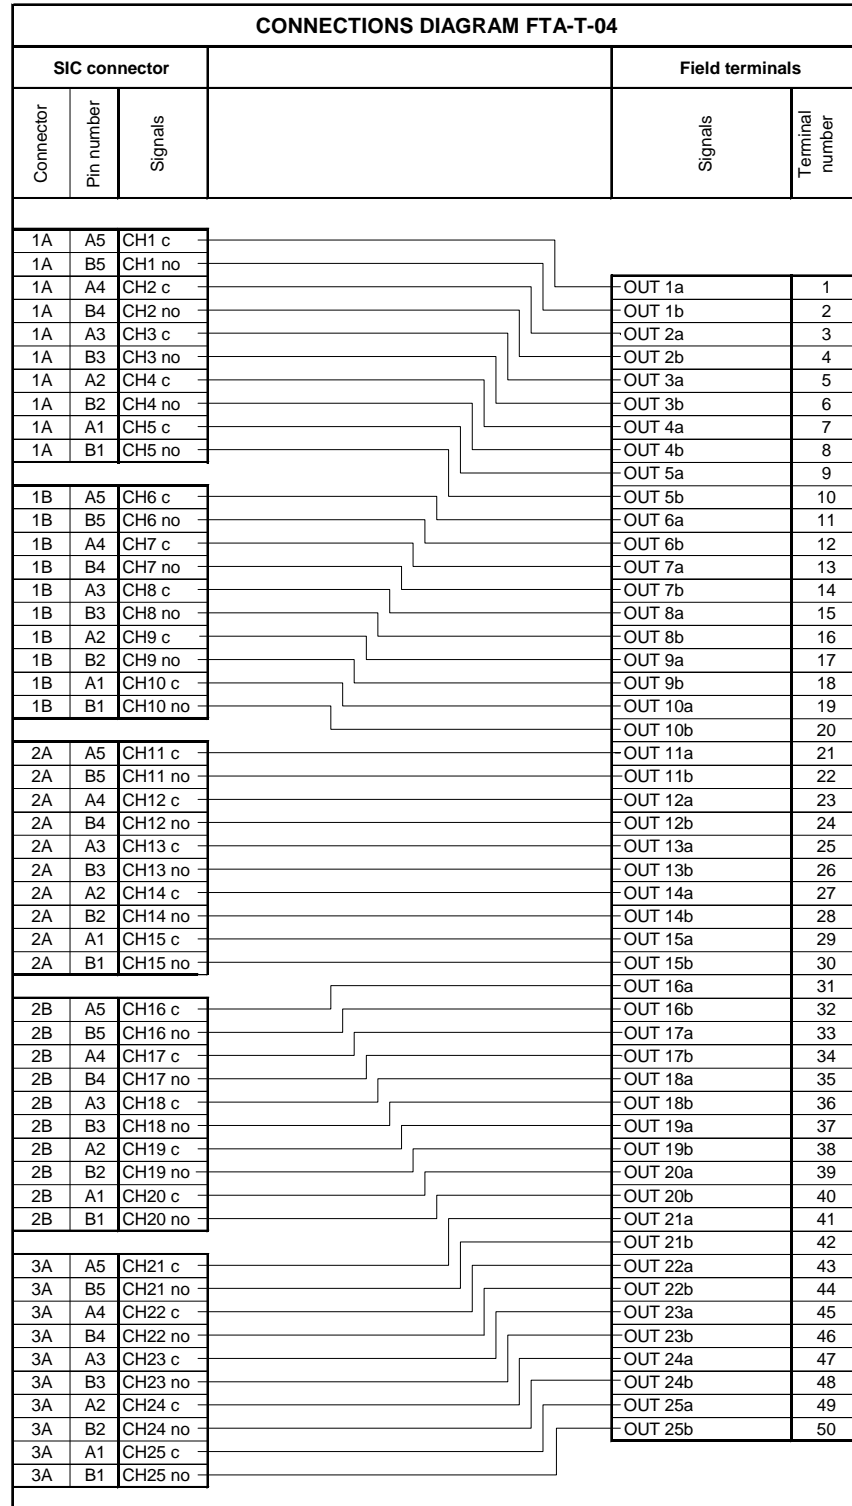 CONNECTIONS DIAGRAM FTA-T-04
SIC connector Field terminals
Connector Pin number Signals Signals Terminal number
1A A5 CH1 c
1A B5 CH1 no
1A A4 CH2 c OUT 1a 1
1A B4 CH2 no OUT 1b 2
1A A3 CH3 c OUT 2a 3
1A B3 CH3 no OUT 2b 4
1A A2 CH4 c OUT 3a 5
1A B2 CH4 no OUT 3b 6
1A A1 CH5 c OUT 4a 7
1A B1 CH5 no OUT 4b 8
OUT 5a 9
1B A5 CH6 c OUT 5b 10
1B B5 CH6 no OUT 6a 11
1B A4 CH7 c OUT 6b 12
1B B4 CH7 no OUT 7a 13
1B A3 CH8 c OUT 7b 14
1B B3 CH8 no OUT 8a 15
1B A2 CH9 c OUT 8b 16
1B B2 CH9 no OUT 9a 17
1B A1 CH10 c OUT 9b 18
1B B1 CH10 no OUT 10a 19
OUT 10b 20
2A A5 CH11 c OUT 11a 21
2A B5 CH11 no OUT 11b 22
2A A4 CH12 c OUT 12a 23
2A B4 CH12 no OUT 12b 24
2A A3 CH13 c OUT 13a 25
2A B3 CH13 no OUT 13b 26
2A A2 CH14 c OUT 14a 27
2A B2 CH14 no OUT 14b 28
2A A1 CH15 c OUT 15a 29
2A B1 CH15 no OUT 15b 30
OUT 16a 31
2B A5 CH16 c OUT 16b 32
2B B5 CH16 no OUT 17a 33
2B A4 CH17 c OUT 17b 34
2B B4 CH17 no OUT 18a 35
2B A3 CH18 c OUT 18b 36
2B B3 CH18 no OUT 19a 37
2B A2 CH19 c OUT 19b 38
2B B2 CH19 no OUT 20a 39
2B A1 CH20 c OUT 20b 40
2B B1 CH20 no OUT 21a 41
OUT 21b 42
3A A5 CH21 c OUT 22a 43
3A B5 CH21 no OUT 22b 44
3A A4 CH22 c OUT 23a 45
3A B4 CH22 no OUT 23b 46
3A A3 CH23 c OUT 24a 47
3A B3 CH23 no OUT 24b 48
3A A2 CH24 c OUT 25a 49
3A B2 CH24 no OUT 25b 50
3A A1 CH25 c
3A B1 CH25 no